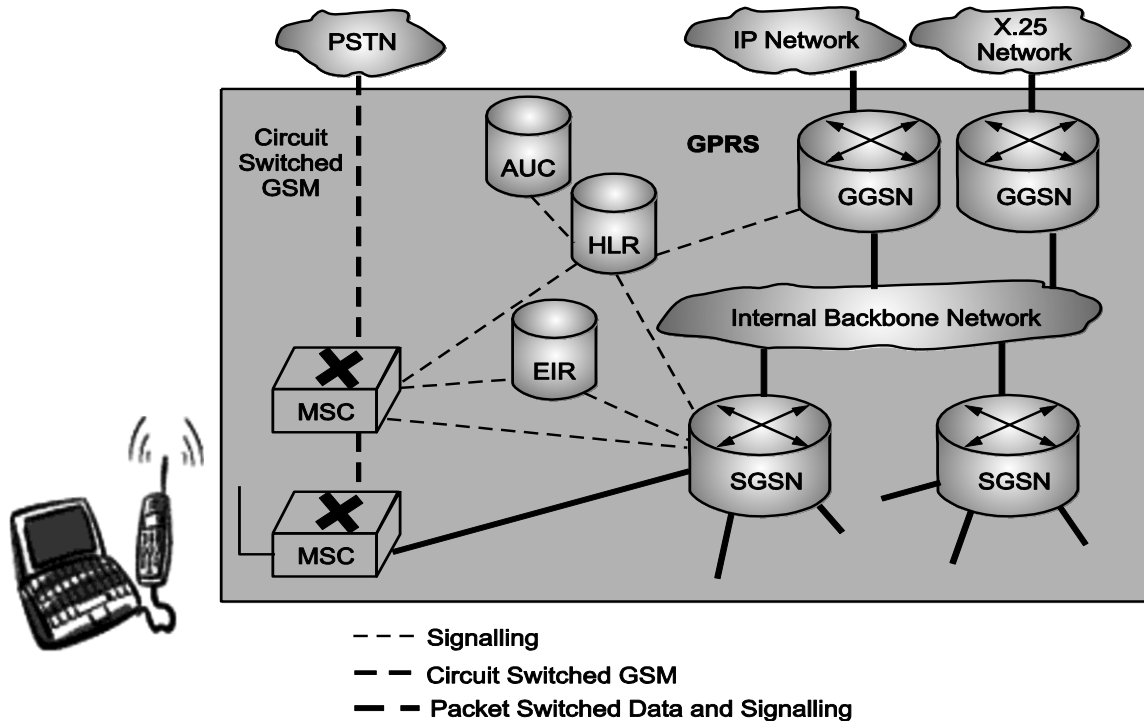 PSTN
IP Network
X.25
Network
Circuit
Switched
GSM
AUC
GPRS
GGSN
GGSN
HLR
Internal Backbone Network
EIR
MSC
SGSN
SGSN
MSC
Signalling
Circuit Switched GSM
Packet Switched Data and Signalling